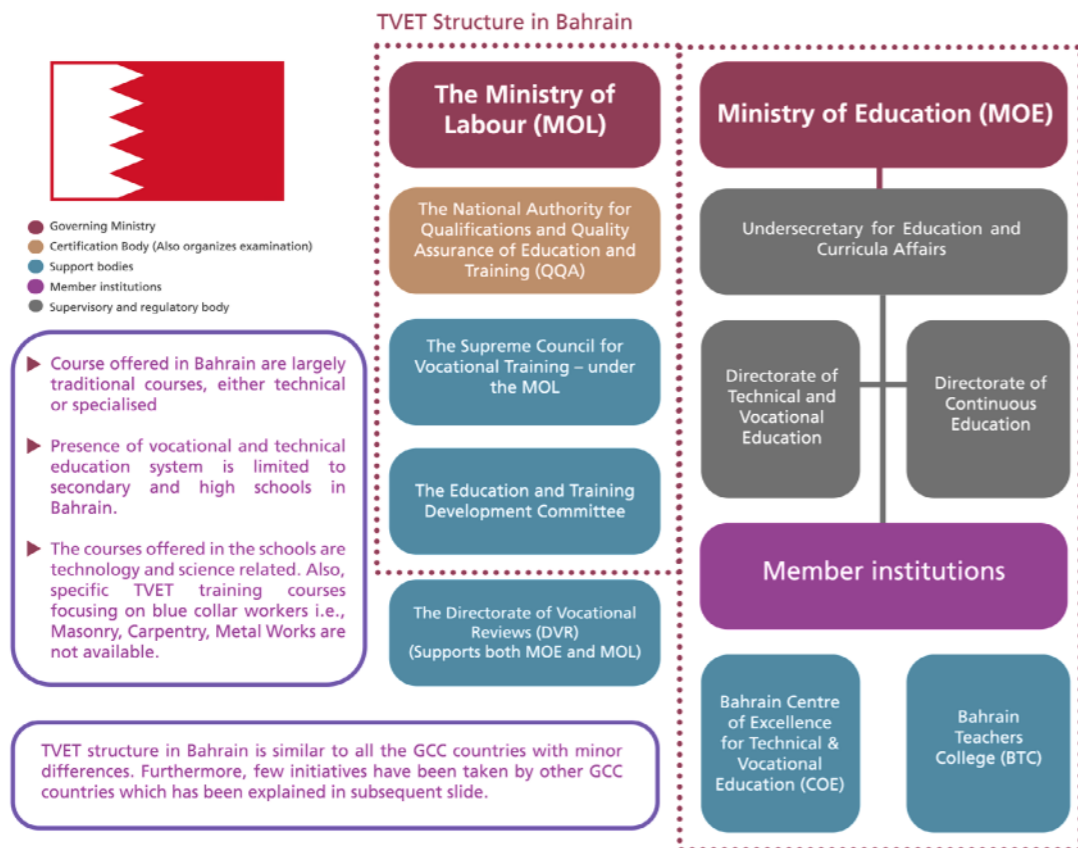 TVET Structure in Bahrain
Governing Ministry
Certification Body (Also organizes examination)
Support bodies
Member institutions
Supervisory and regulatory body
Course offered in Bahrain are largely
traditional courses, either technical
or specialised
Presence of vocational and technical
education system is limited to
secondary and high schools in
Bahrain.
The courses offered in the schools are
technology and science related. Also,
specific TVET training courses
focusing on blue collar workers i.e.,
Masonry, Carpentry, Metal Works are
not available.
The Ministry of
Labour (MOL)
The National Authority for
Qualifications and Quality
Assurance of Education and
Training (QQA)
The Supreme Council for
Vocational Training – under
the MOL
The Education and Training
Development Committee
The Directorate of Vocational
Reviews (DVR)
(Supports both MOE and MOL)
Ministry of Education (MOE)
Undersecretary for Education and
Curricula Affairs
Directorate of
Technical and
Vocational
Education
Directorate of
Continuous
Education
Member institutions
Bahrain Centre
of Excellence
for Technical &
Vocational
Education (COE)
Bahrain
Teachers
College (BTC)
TVET structure in Bahrain is similar to all the GCC countries with minor
differences. Furthermore, few initiatives have been taken by other GCC
countries which has been explained in subsequent slide.